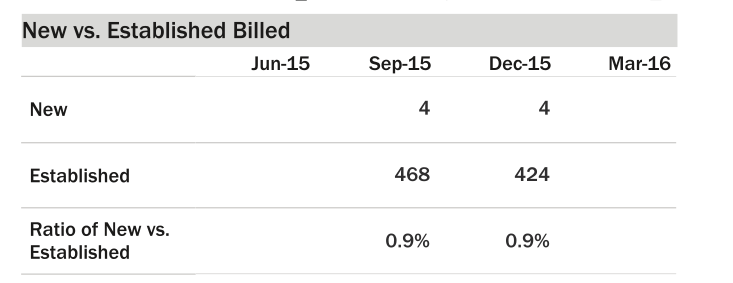 New vs. Established Billed
Jun-15 Sep-15 Dec-15 Mar-16
New 4 4
Established 468 424
Ratio of New vs.
Established 0.9% 0.9%